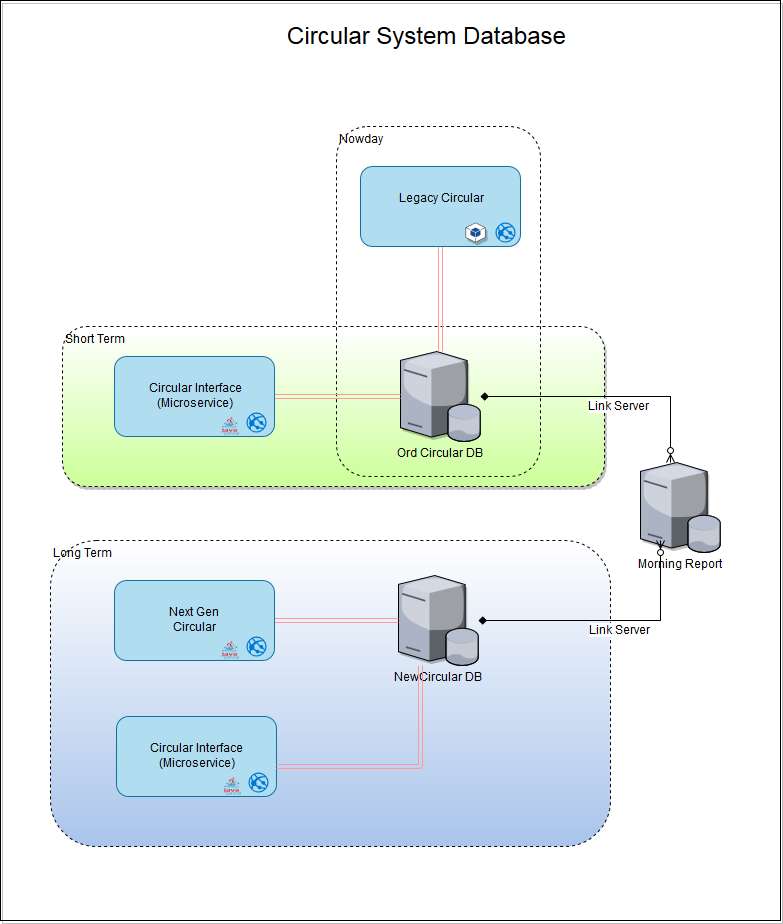 Circular System Database
Nowday
Legacy Circular
Short Term
Circular Interface
(Microservice)
Java
Ord Circular DB
Link Server
Morning Report
Long Term
Next Gen
Circular
Java
NewCircular DB
Link Server
Circular Interface
(Microservice)
Java